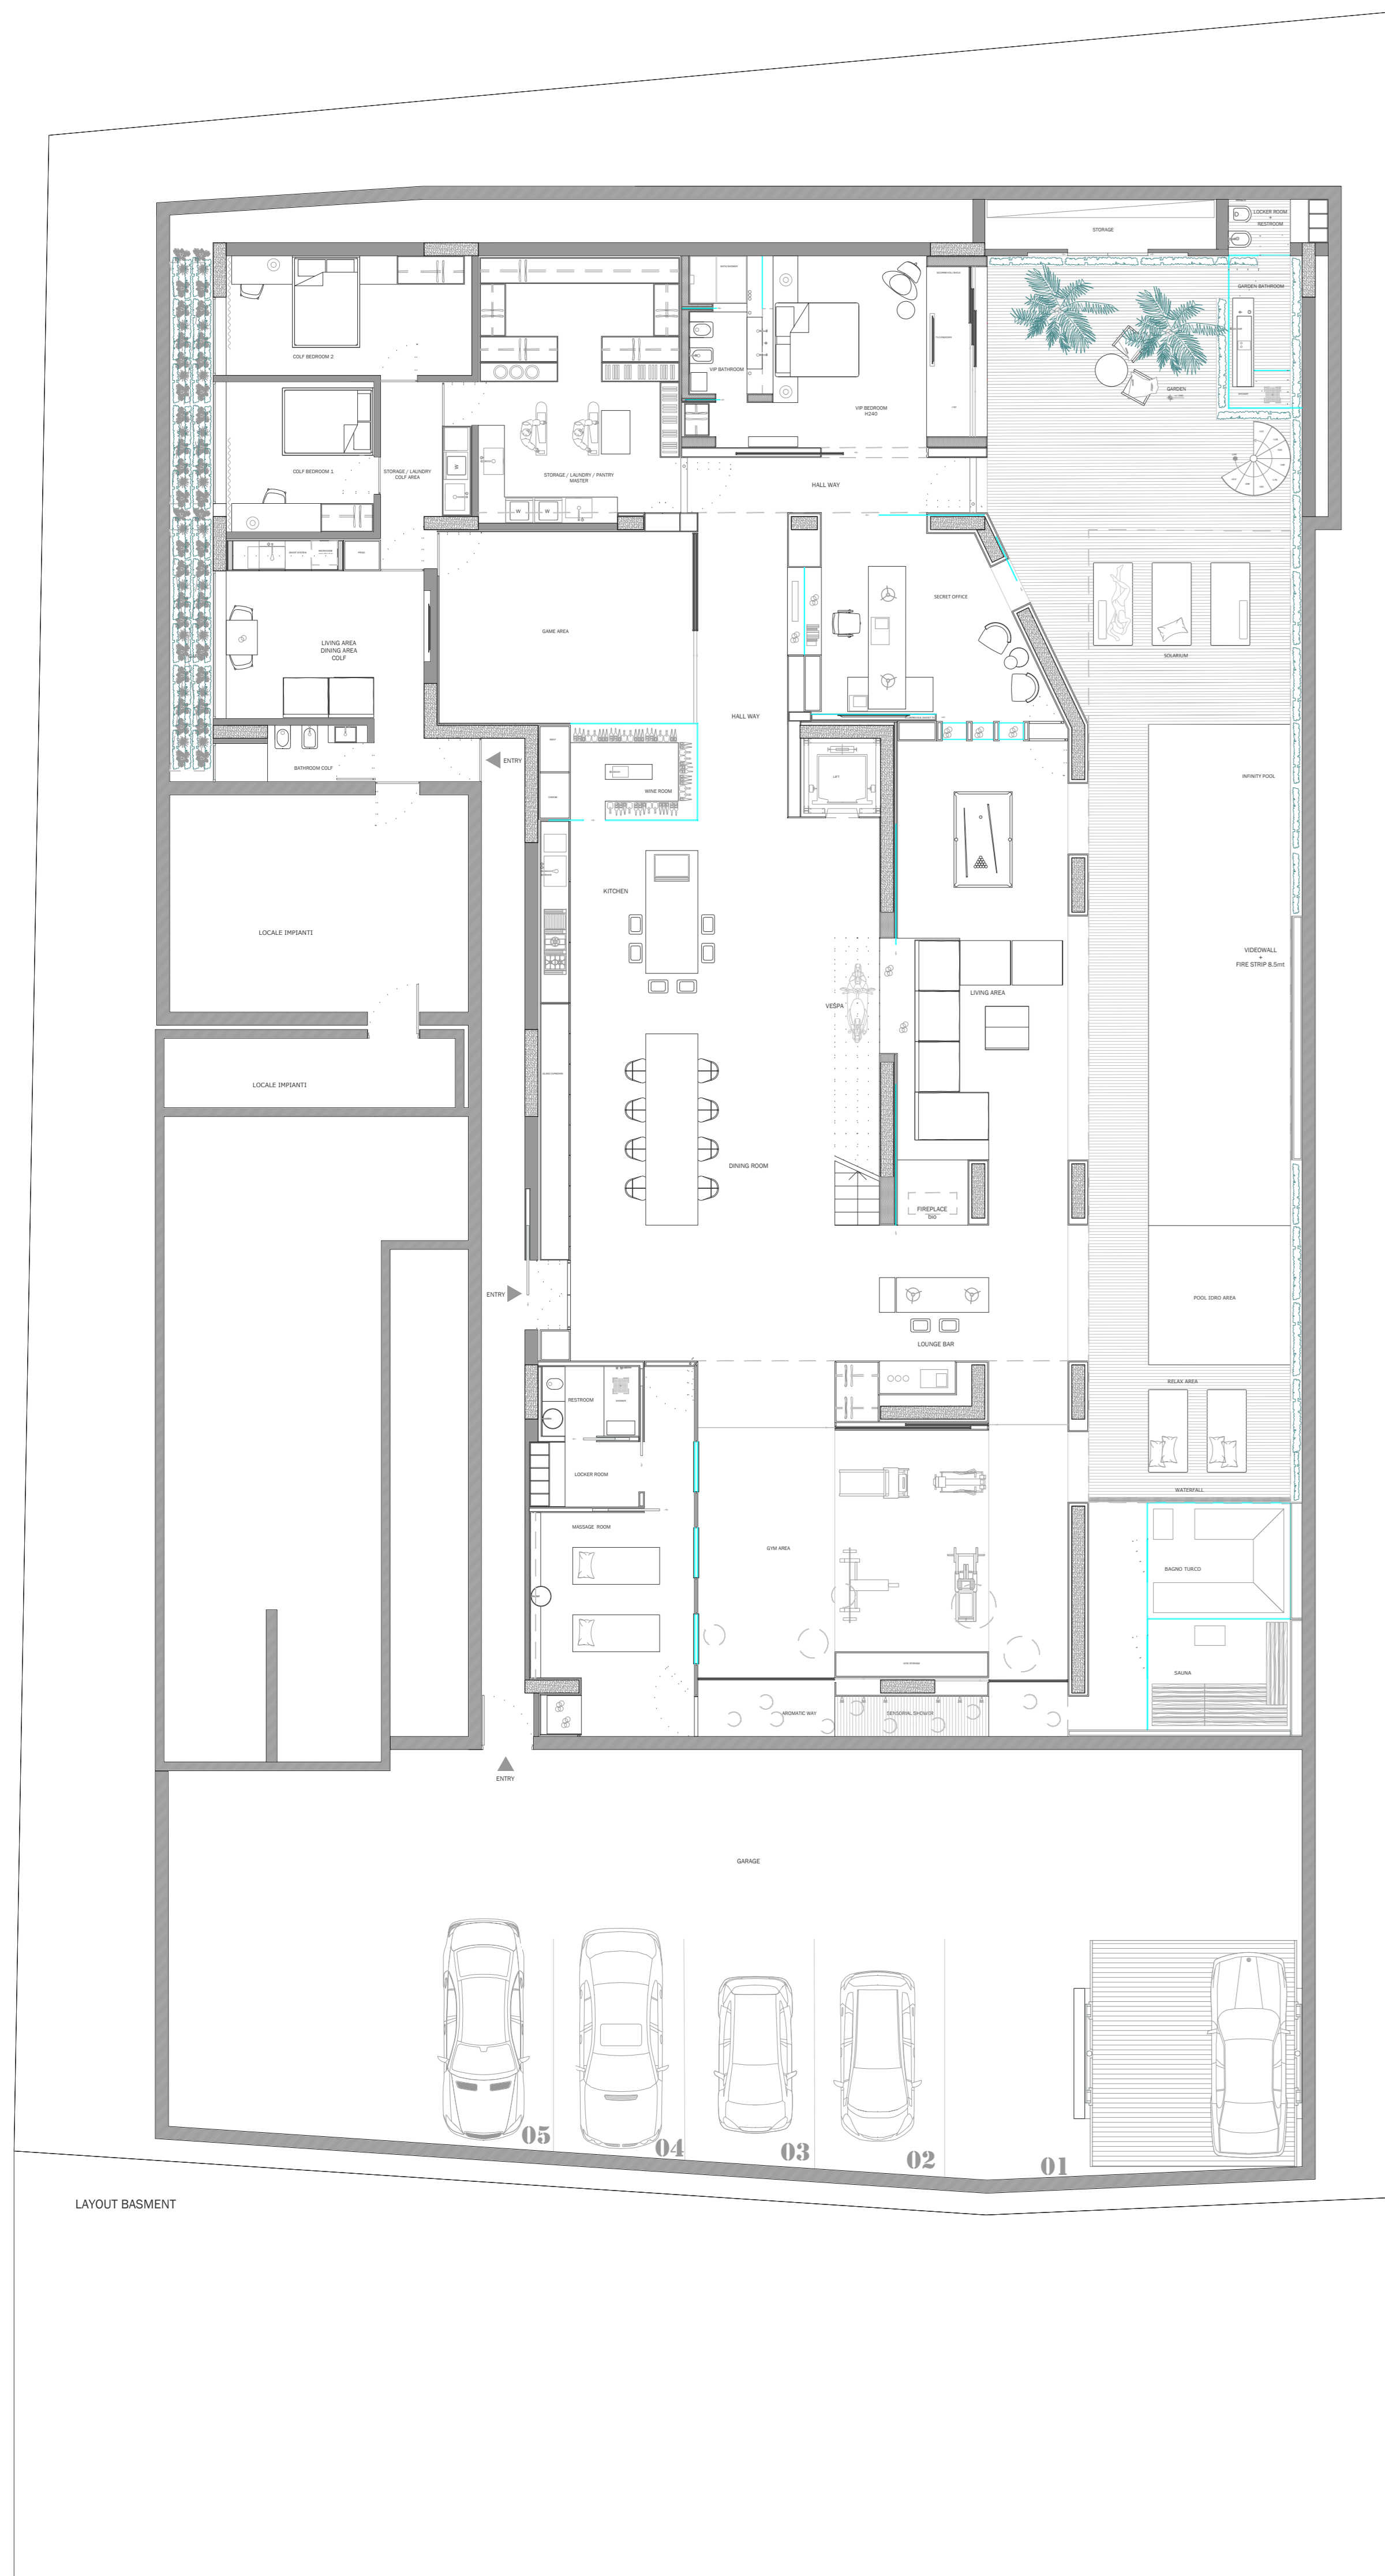 LOCKER ROOM
+
RESTROOM
STORAGE
GARDEN BATHROOM
COLF BEDROOM 2
VIP BATHROOM
VIP BEDROOM
H240
GARDEN
COLF BEDROOM 1
STORAGE / LAUNDRY
COLF AREA
W
STORAGE / LAUNDRY / PANTRY
MASTER
W
W
HALL WAY
SECRET OFFICE
GAME AREA
LIVING AREA
DINING AREA
COLF
SOLARIUM
HALL WAY
BATHROOM COLF
ENTRY
WINE ROOM
LIFT
INFINITY POOL
KITCHEN
LOCALE IMPIANTI
VIDEOWALL
+
FIRE STRIP 8.5mt
LIVING AREA
VESPA
LOCALE IMPIANTI
DINING ROOM
FIREPLACE
bio
ENTRY
POOL IDRO AREA
LOUNGE BAR
RELAX AREA
RESTROOM
LOCKER ROOM
WATERFALL
MASSAGE ROOM
GYM AREA
BAGNO TURCO
SAUNA
AROMATIC WAY
SENSORIAL SHOWER
ENTRY
GARAGE
05
04
03
02
01
LAYOUT BASMENT